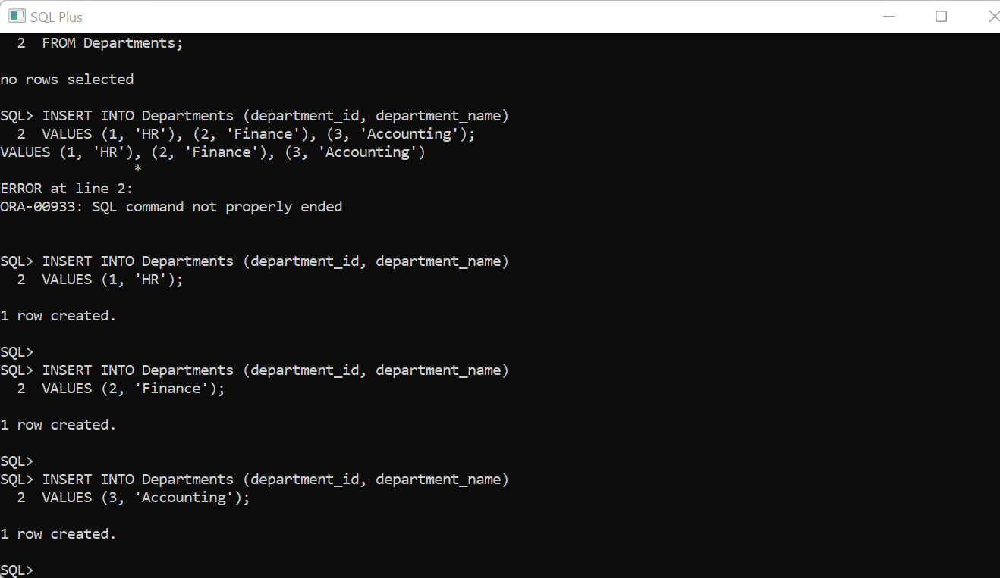 SQL Plus
  2  FROM Departments;
no rows selected
SQL> INSERT INTO Departments (department_id, department_name)
  2  VALUES (1, 'HR'), (2, 'Finance'), (3, 'Accounting');
VALUES (1, 'HR'), (2, 'Finance'), (3, 'Accounting')
                *
ERROR at line 2:
ORA-00933: SQL command not properly ended
SQL> INSERT INTO Departments (department_id, department_name)
  2  VALUES (1, 'HR');
1 row created.
SQL>
SQL> INSERT INTO Departments (department_id, department_name)
  2  VALUES (2, 'Finance');
1 row created.
SQL>
SQL> INSERT INTO Departments (department_id, department_name)
  2  VALUES (3, 'Accounting');
1 row created.
SQL>